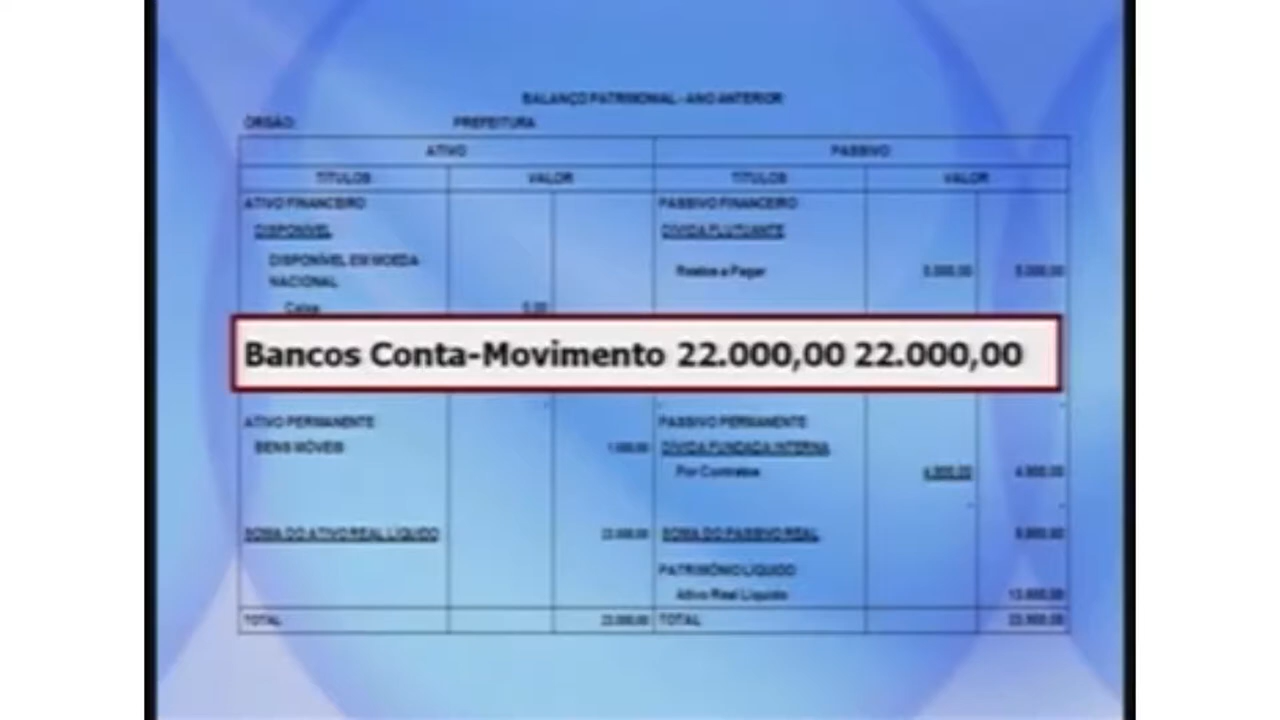 BALANÇO PATRIMONIAL - ANO ANTERIOR
ÓRGÃO: PREFEITURA
ATIVO PASSIVO
TÍTULOS VALOR TÍTULOS VALOR
ATIVO FINANCEIRO PASSIVO FINANCEIRO
DISPONÍVEL DÍVIDA FLUTUANTE
DISPONÍVEL EM MOEDA
NACIONAL
Restos a Pagar
Caixa 0,00
Bancos Conta-Movimento 22.000,00 22.000,00
ATIVO PERMANENTE PASSIVO PERMANENTE
BENS MÓVEIS DÍVIDA FUNDADA INTERNA
Por Contratos
SOMA DO ATIVO REAL LÍQUIDO SOMA DO PASSIVO REAL
PATRIMÔNIO LÍQUIDO
Ativo Real Líquido
TOTAL TOTAL